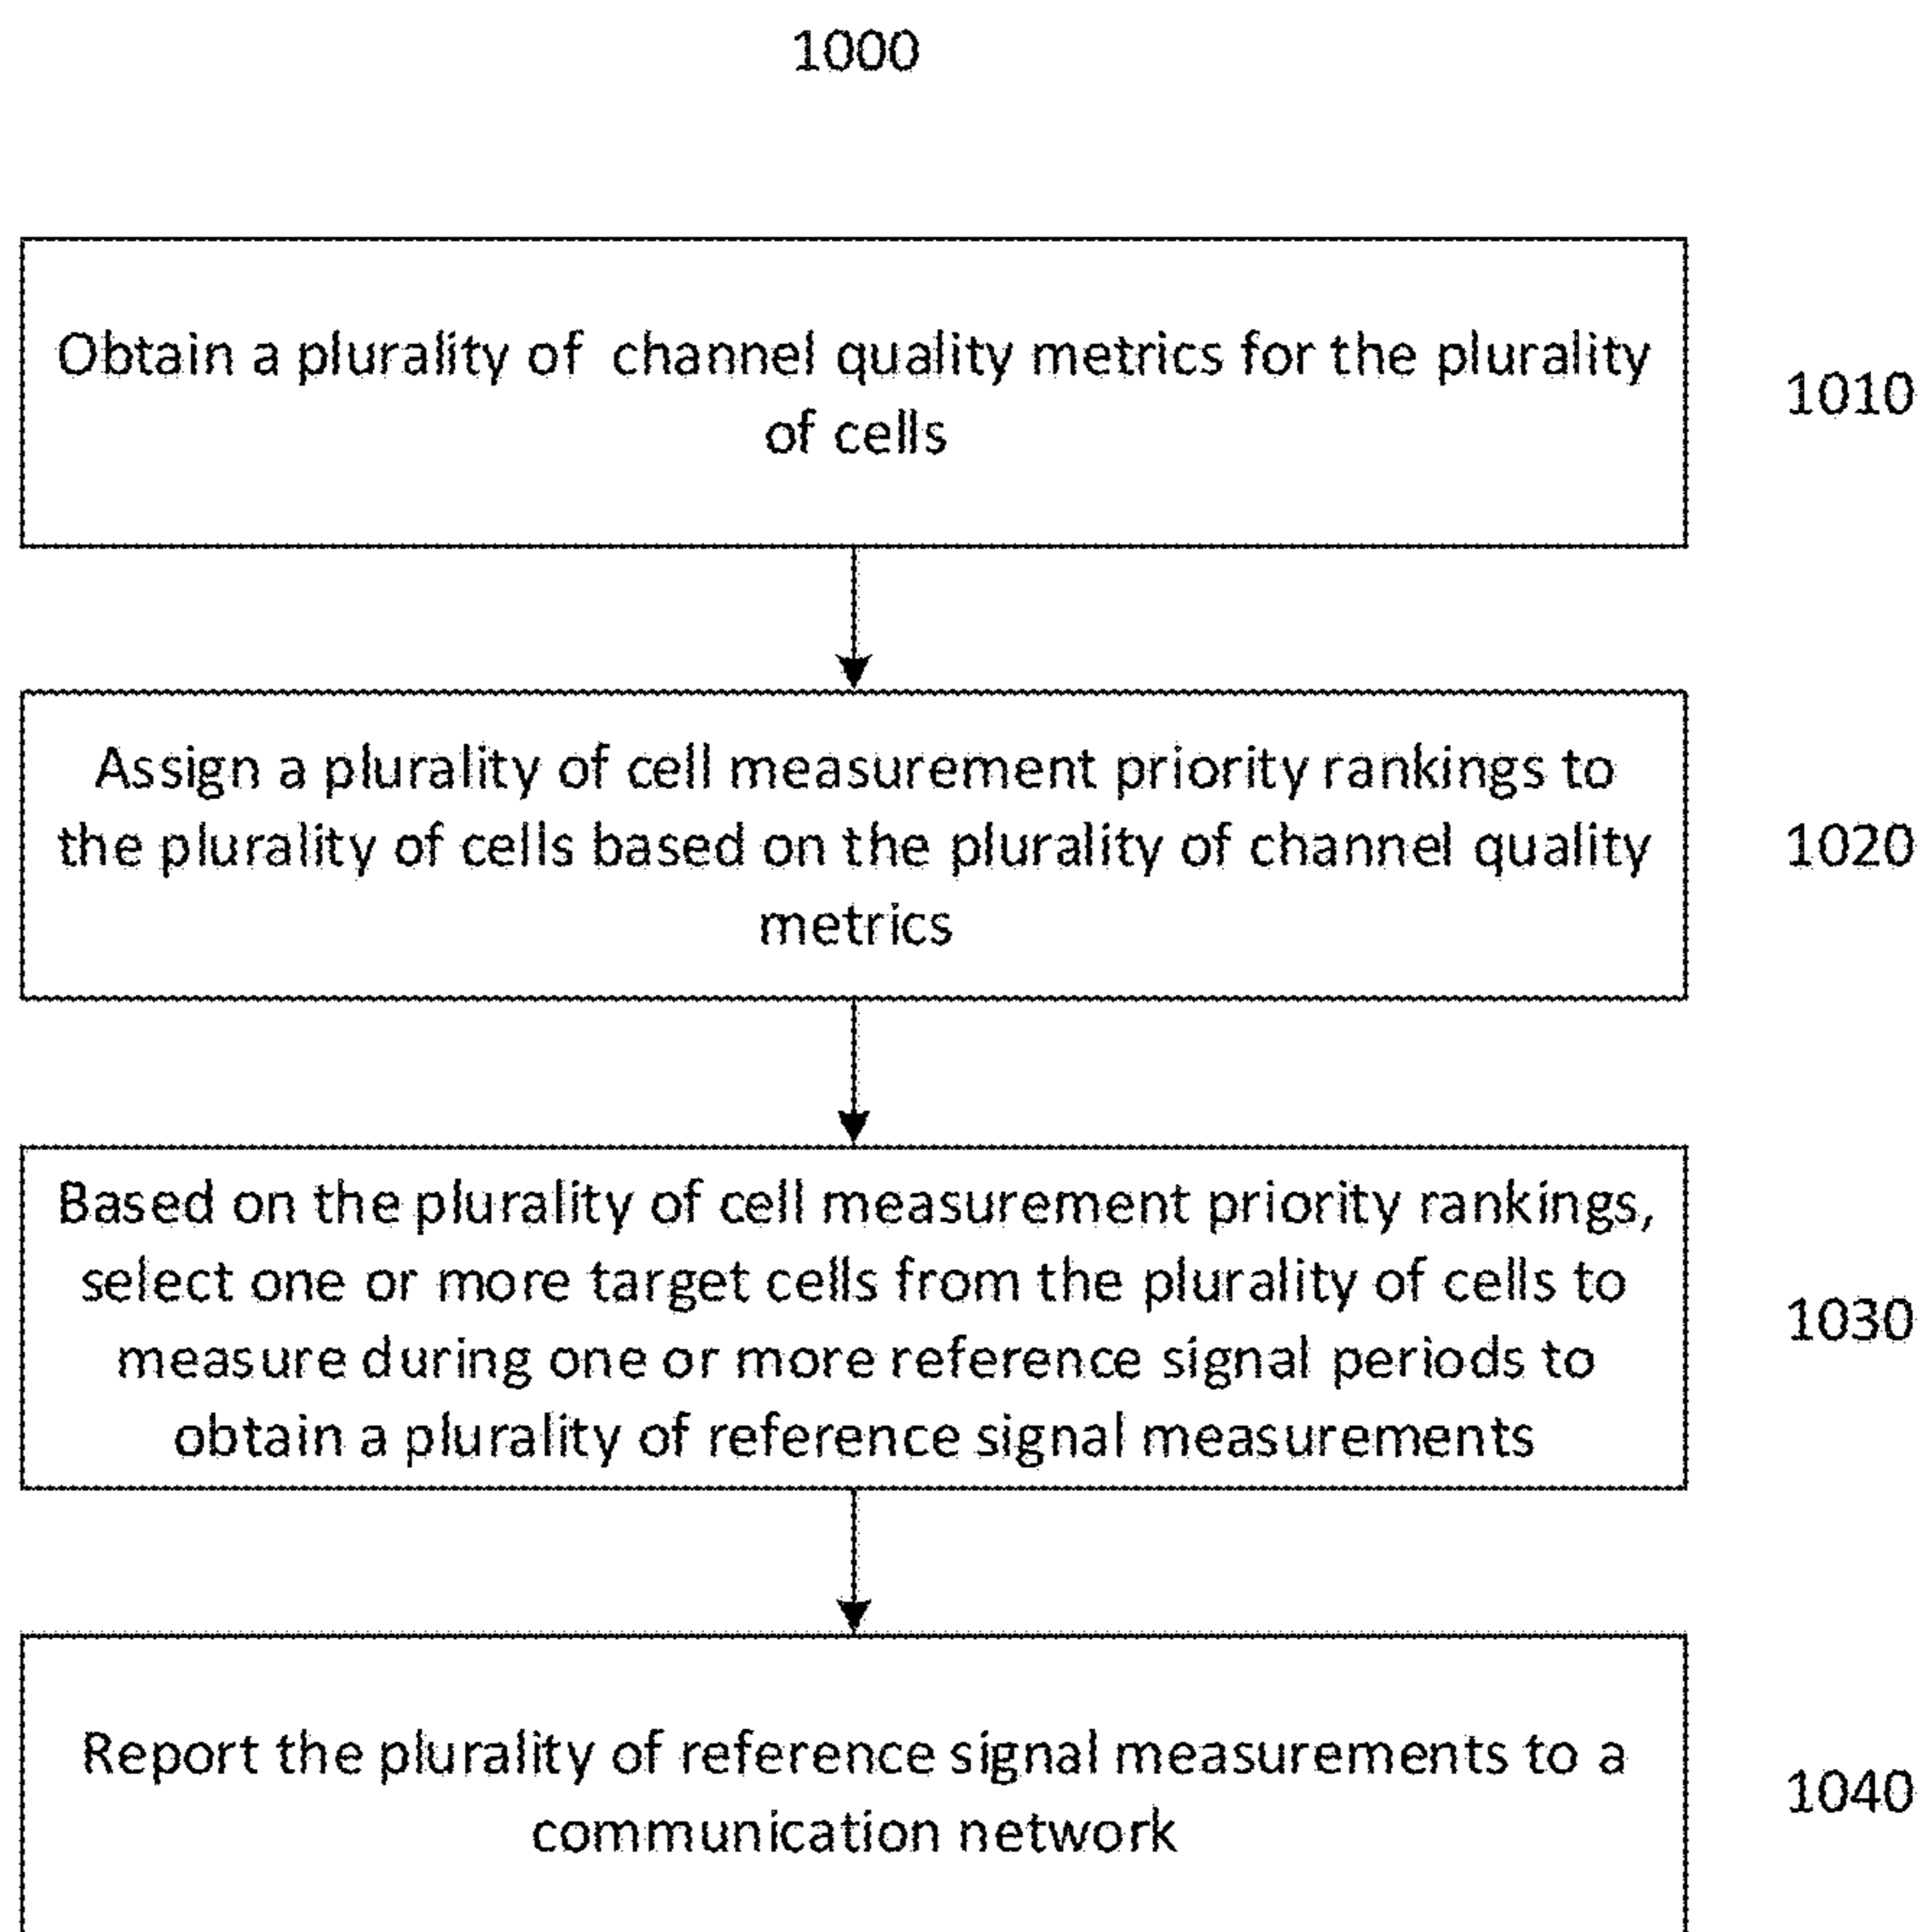 1000
Obtain a plurality of channel quality metrics for the plurality
of cells
1010
Assign a plurality of cell measurement priority rankings to
the plurality of cells based on the plurality of channel quality
metrics
1020
Based on the plurality of cell measurement priority rankings,
select one or more target cells from the plurality of cells to
measure during one or more reference signal periods to
obtain a plurality of reference signal measurements
1030
Report the plurality of reference signal measurements to a
communication network
1040